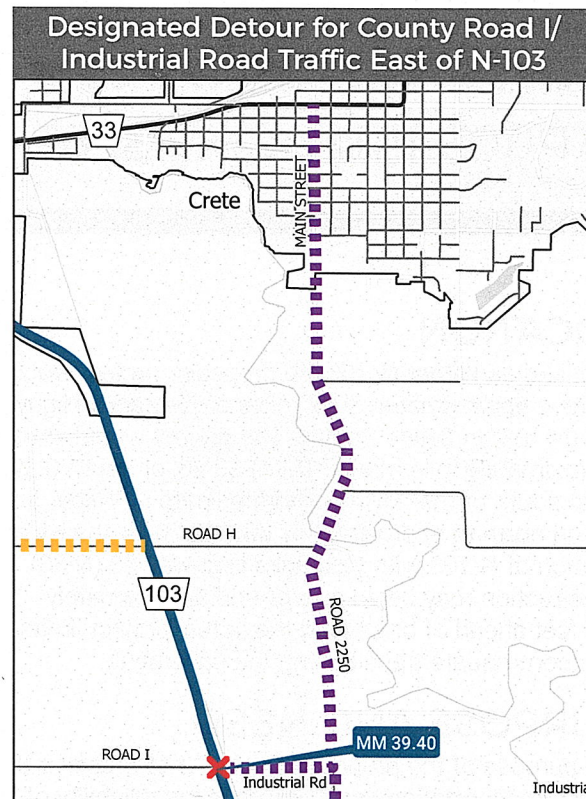 Designated Detour for County Road I/
Industrial Road Traffic East of N-103
33
Crete
MAIN STREET
ROAD H
103
ROAD 2250
MM 39.40
ROAD I
Industrial Rd
Industri